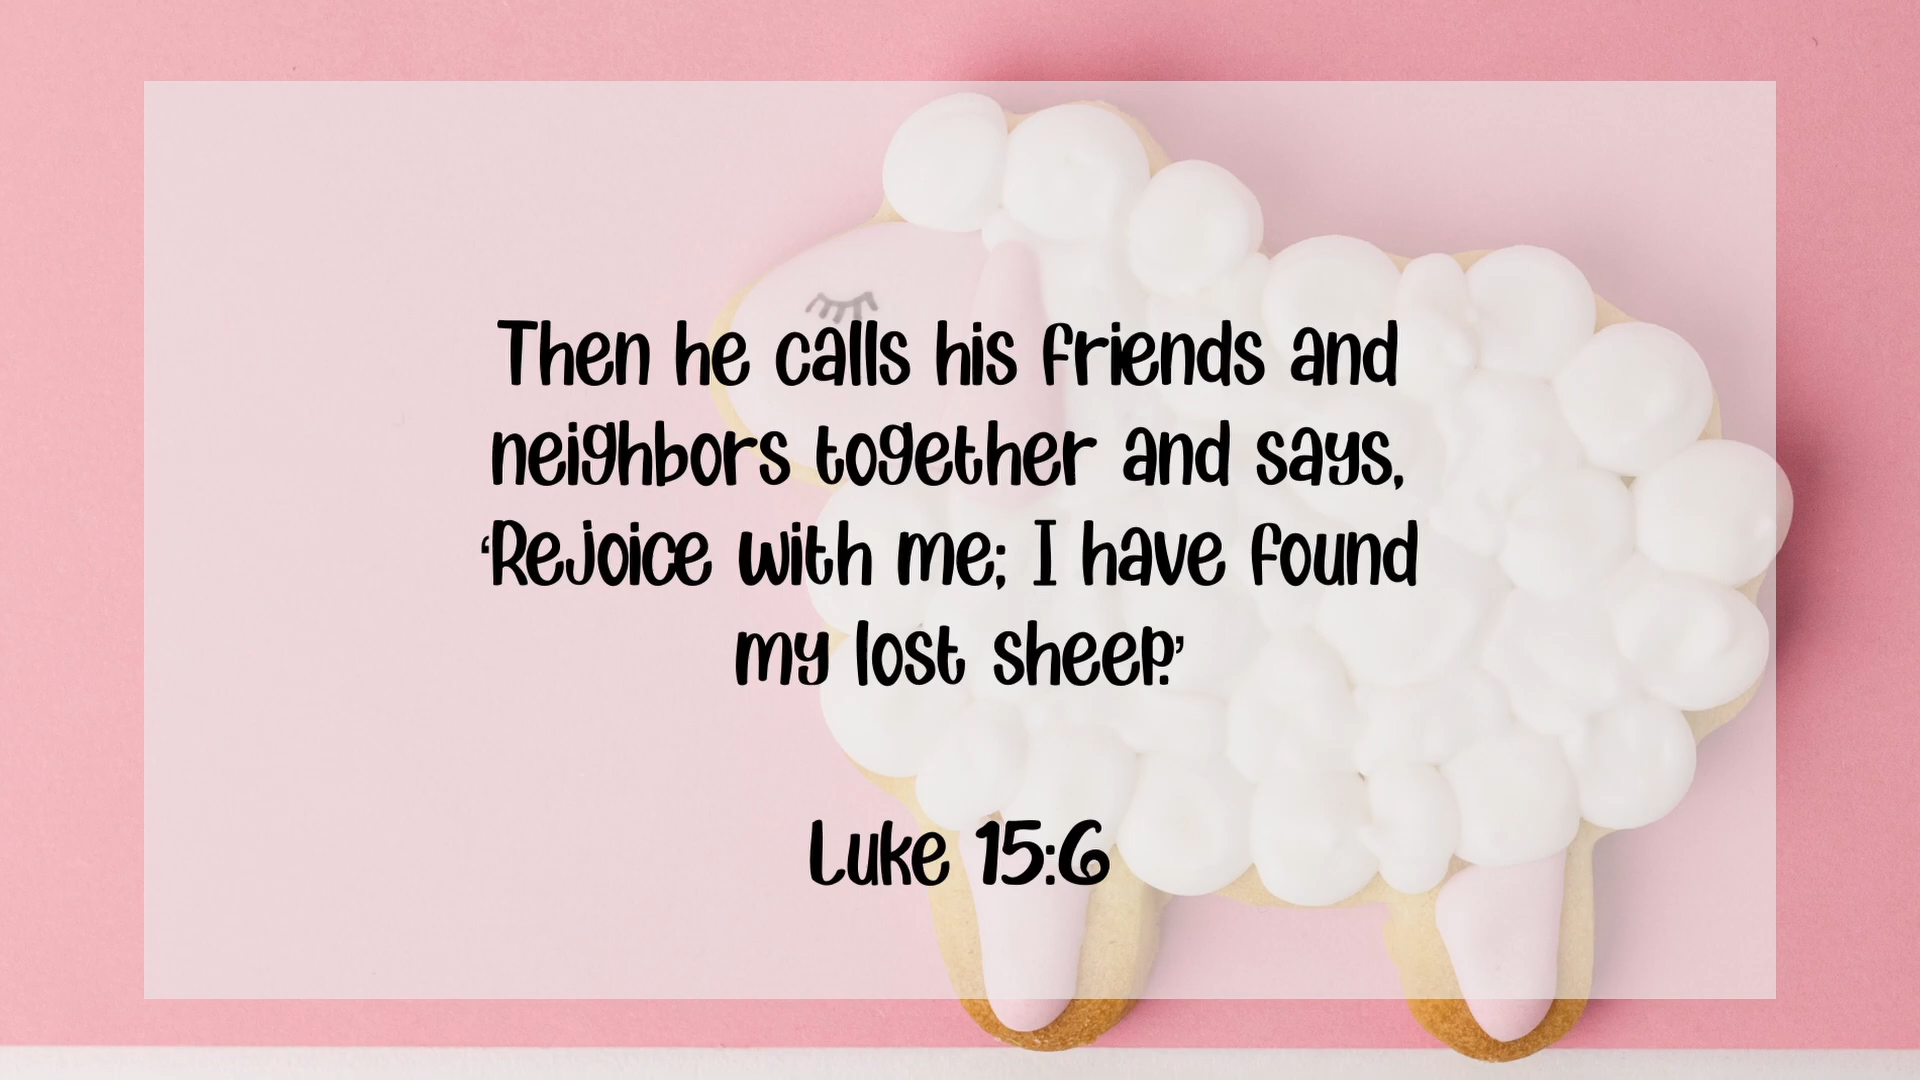 Then he calls his friends and
neighbors together and says,
‘Rejoice with me; I have found
my lost sheep.’
Luke 15:6